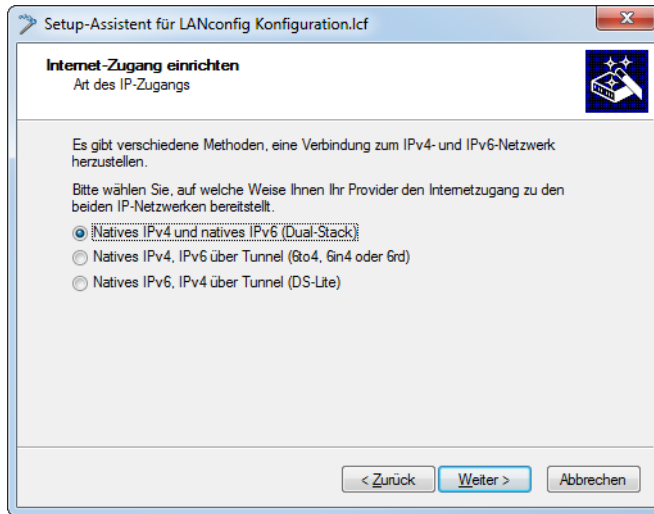 Setup-Assistent für LANconfig Konfiguration.lcf
Internet-Zugang einrichten
Art des IP-Zugangs
Es gibt verschiedene Methoden, eine Verbindung zum IPv4- und IPv6-Netzwerk
herzustellen.
Bitte wählen Sie, auf welche Weise Ihnen Ihr Provider den Internetzugang zu den
beiden IP-Netzwerken bereitstellt.
Natives IPv4 und natives IPv6 (Dual-Stack)
Natives IPv4, IPv6 über Tunnel (6to4, 6in4 oder 6rd)
Natives IPv6, IPv4 über Tunnel (DS-Lite)
< Zurück
Weiter >
Abbrechen